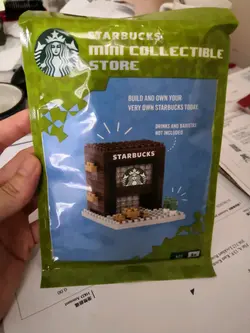 STARBUCKS
MINI COLLECTIBLE
STORE
BUILD AND OWN YOUR
VERY OWN STARBUCKS TODAY
DRINKS AND BARISTAS
NOT INCLUDED
STARBUCKS